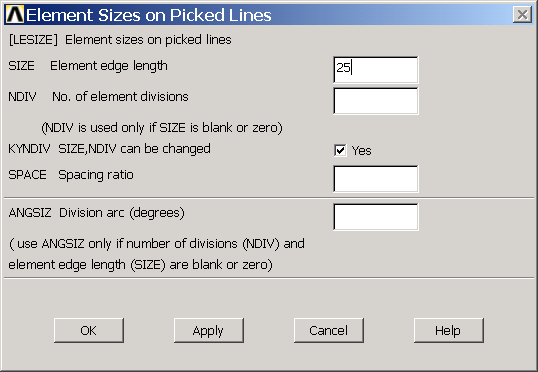 Element Sizes on Picked Lines
[LESIZE] Element sizes on picked lines
SIZE Element edge length 25
NDIV No. of element divisions
(NDIV is used only if SIZE is blank or zero)
KYNDIV SIZE,NDIV can be changed Yes
SPACE Spacing ratio
ANGSIZ Division arc (degrees)
( use ANGSIZ only if number of divisions (NDIV) and
element edge length (SIZE) are blank or zero)
OK Apply Cancel Help